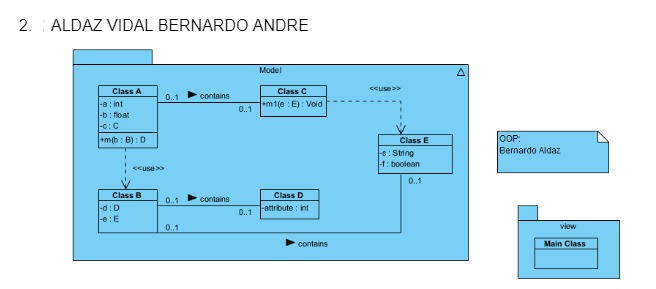 2. ALDAZ VIDAL BERNARDO ANDRE
Model
Class A
-a : int
-b : float
-c : C
+m(b : B) : D
0..1
contains
0..1
Class C
+m1(e : E) : Void
<<use>>
Class E
-s : String
-f : boolean
0..1
<<use>>
Class B
-d : D
-e : E
0..1
contains
0..1
Class D
-attribute : int
0..1
contains
OOP:
Bernardo Aldaz
view
Main Class